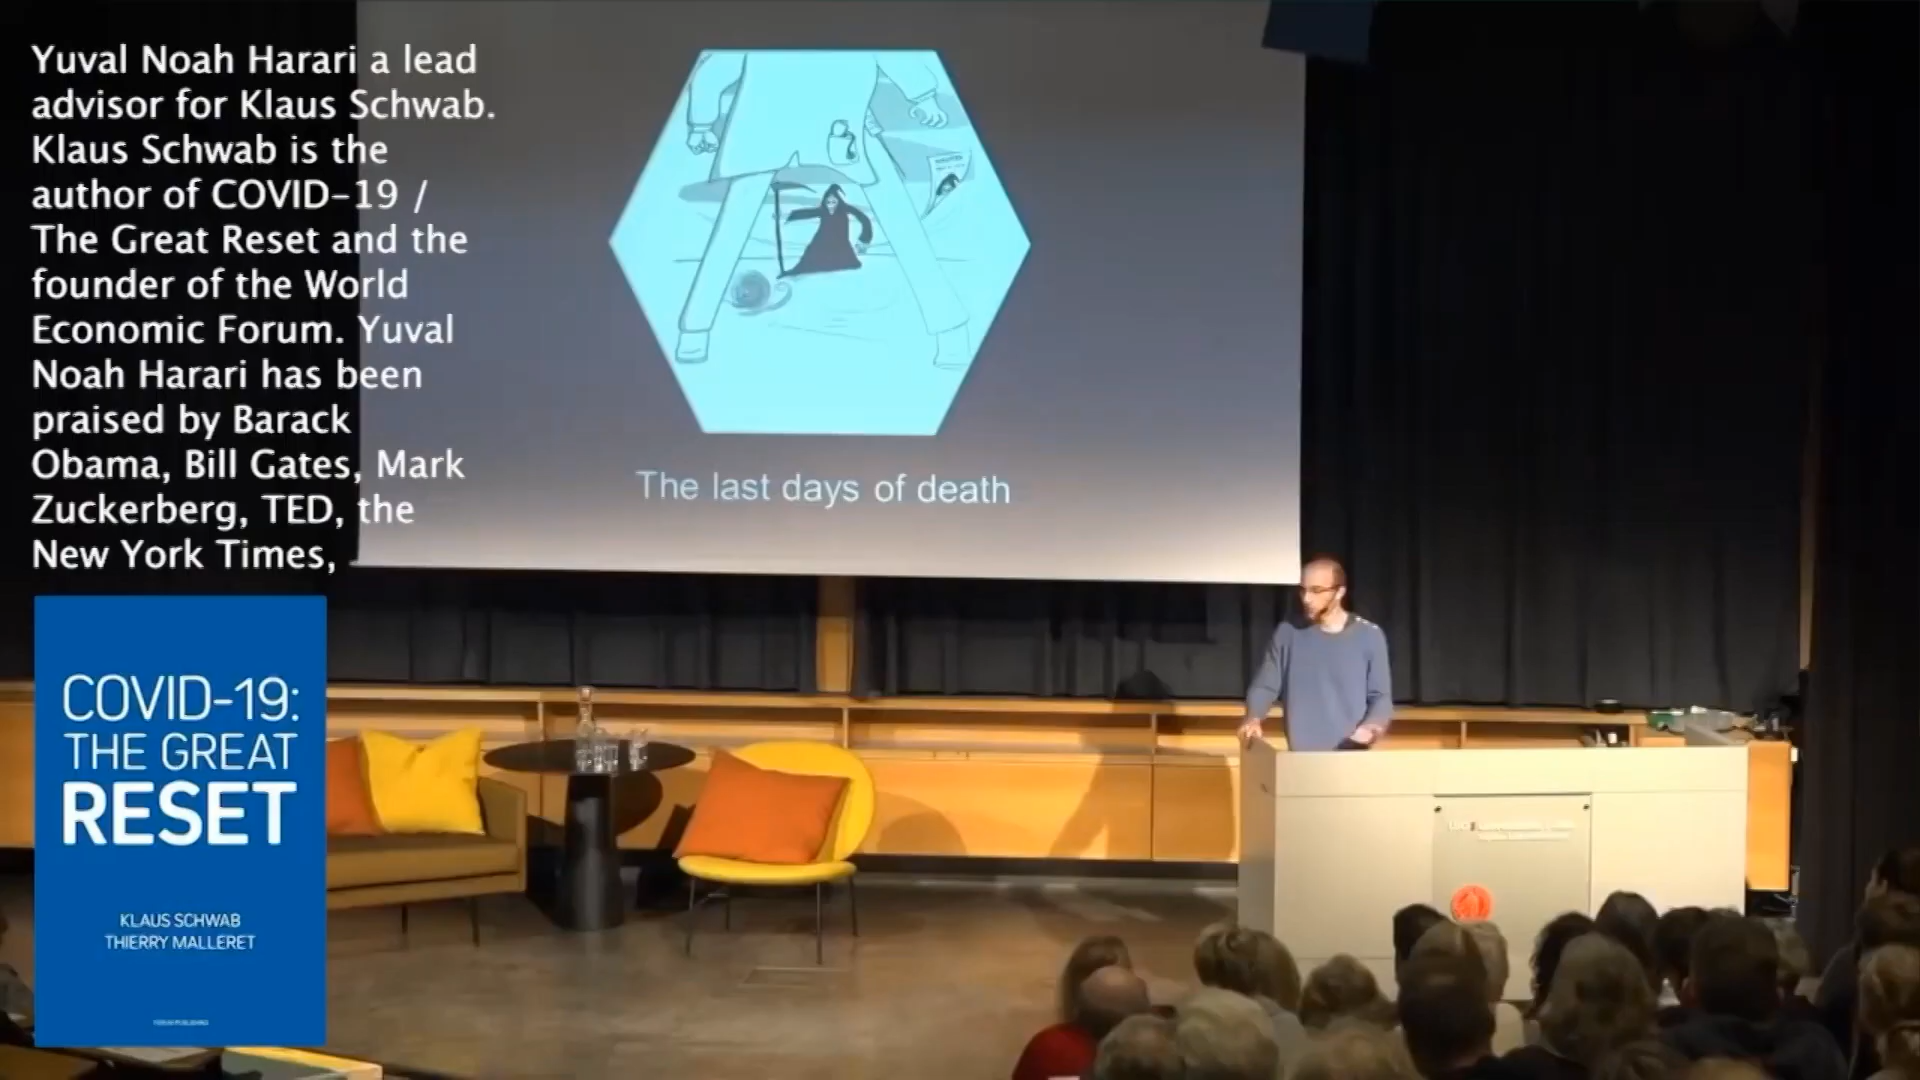 Yuval Noah Harari a lead
advisor for Klaus Schwab.
Klaus Schwab is the
author of COVID-19 /
The Great Reset and the
founder of the World
Economic Forum. Yuval
Noah Harari has been
praised by Barack
Obama, Bill Gates, Mark
Zuckerberg, TED, the
New York Times,
The last days of death
COVID-19:
THE GREAT
RESET
KLAUS SCHWAB
THIERRY MALLERET